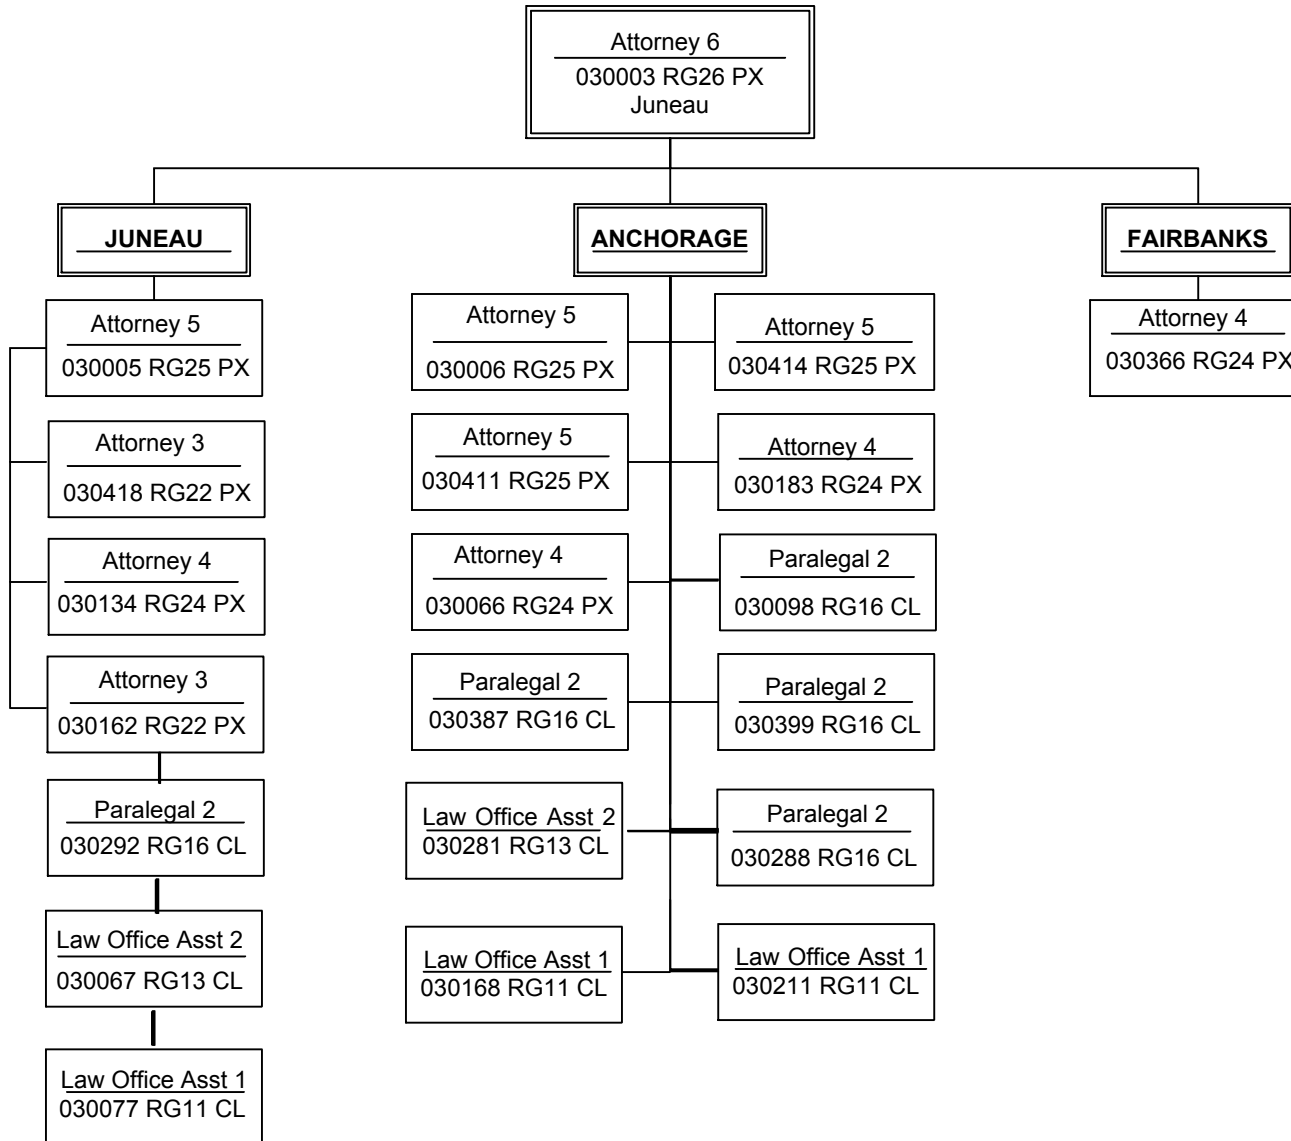 Attorney 6
030003 RG26 PX
Juneau
JUNEAU
Attorney 5
030005 RG25 PX
Attorney 3
030418 RG22 PX
Attorney 4
030134 RG24 PX
Attorney 3
030162 RG22 PX
Paralegal 2
030292 RG16 CL
Law Office Asst 2
030067 RG13 CL
Law Office Asst 1
030077 RG11 CL
ANCHORAGE
Attorney 5
030006 RG25 PX
Attorney 5
030414 RG25 PX
Attorney 5
030411 RG25 PX
Attorney 4
030183 RG24 PX
Attorney 4
030066 RG24 PX
Paralegal 2
030098 RG16 CL
Paralegal 2
030387 RG16 CL
Paralegal 2
030399 RG16 CL
Law Office Asst 2
030281 RG13 CL
Paralegal 2
030288 RG16 CL
Law Office Asst 1
030168 RG11 CL
Law Office Asst 1
030211 RG11 CL
FAIRBANKS
Attorney 4
030366 RG24 PX